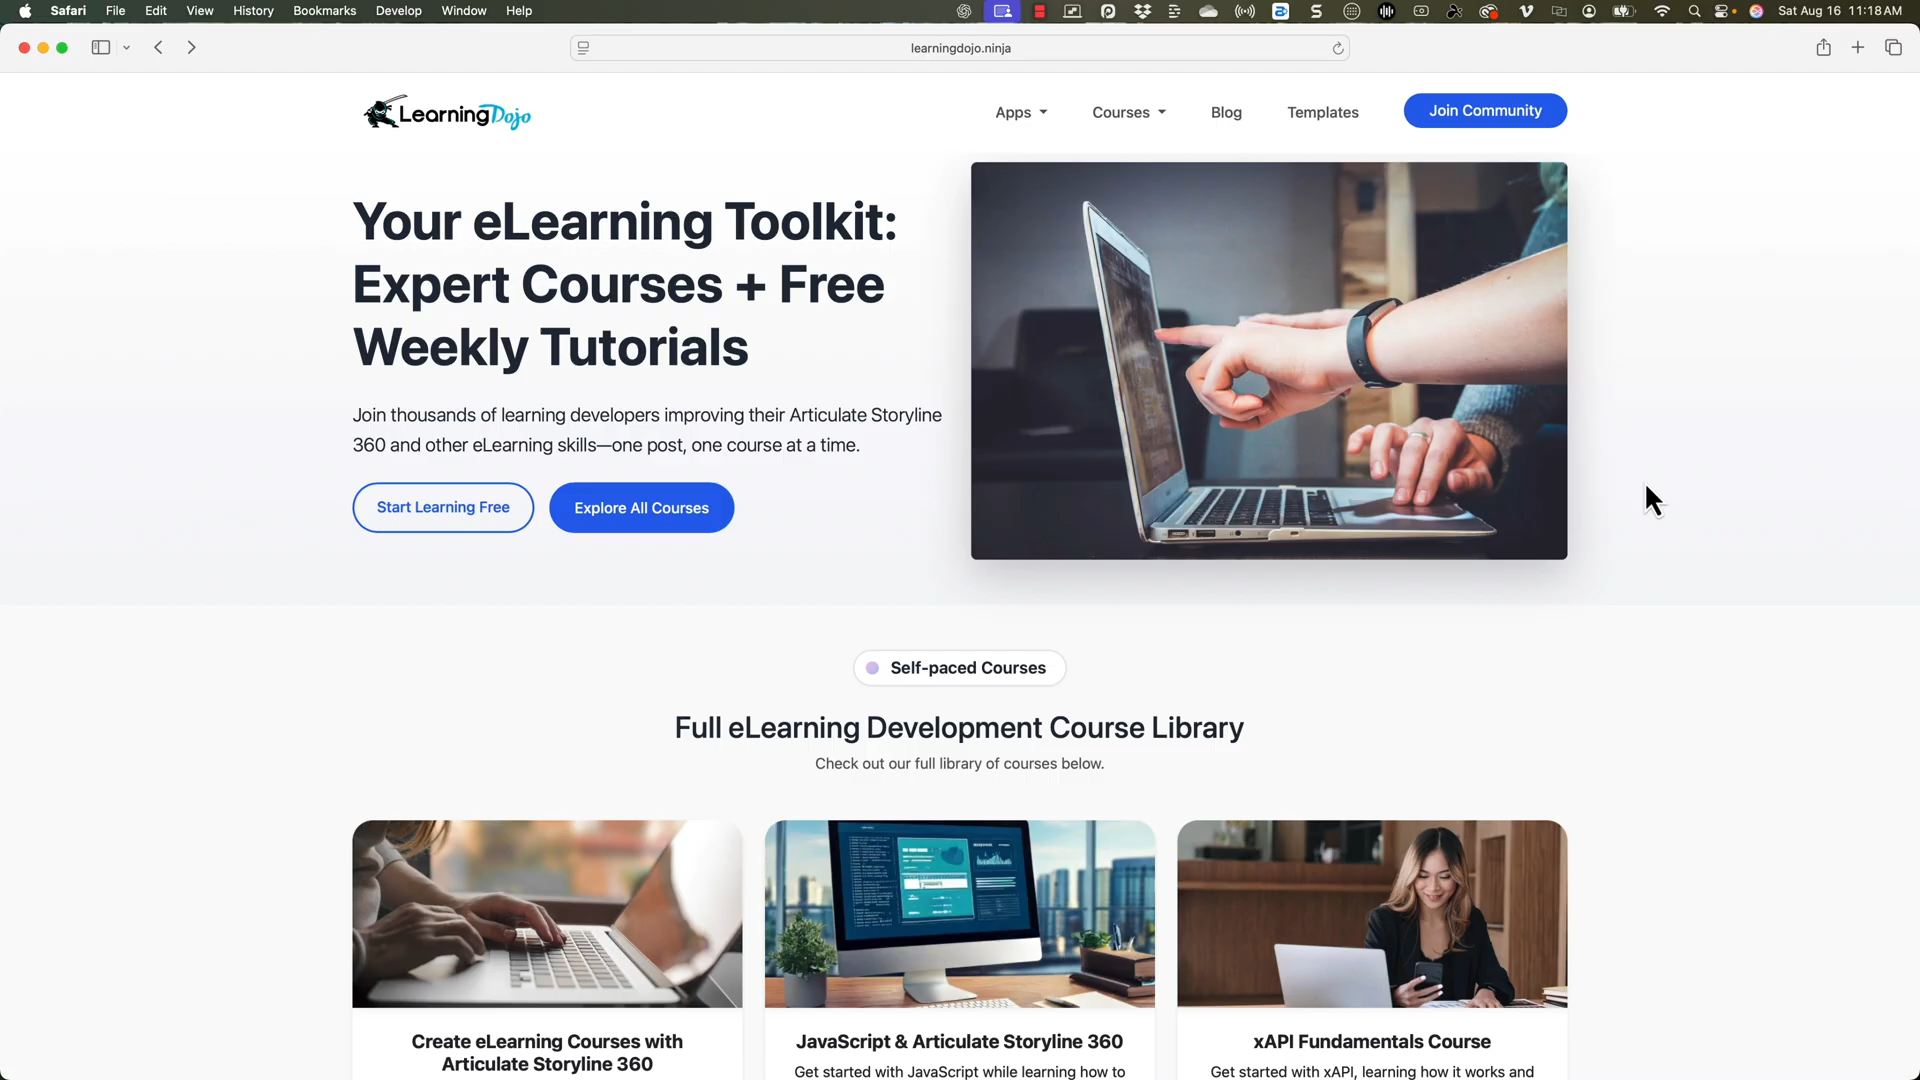 Safari File Edit View History Bookmarks Develop Window Help Sat Aug 16 11:18 AM
learningdojo.ninja
LearningDojo Apps Courses Blog Templates Join Community
Your eLearning Toolkit:
Expert Courses + Free
Weekly Tutorials
Join thousands of learning developers improving their Articulate Storyline
360 and other eLearning skills—one post, one course at a time.
Start Learning Free Explore All Courses
Self-paced Courses
Full eLearning Development Course Library
Check out our full library of courses below.
Create eLearning Courses with
Articulate Storyline 360
JavaScript & Articulate Storyline 360
Get started with JavaScript while learning how to
xAPI Fundamentals Course
Get started with xAPI, learning how it works and